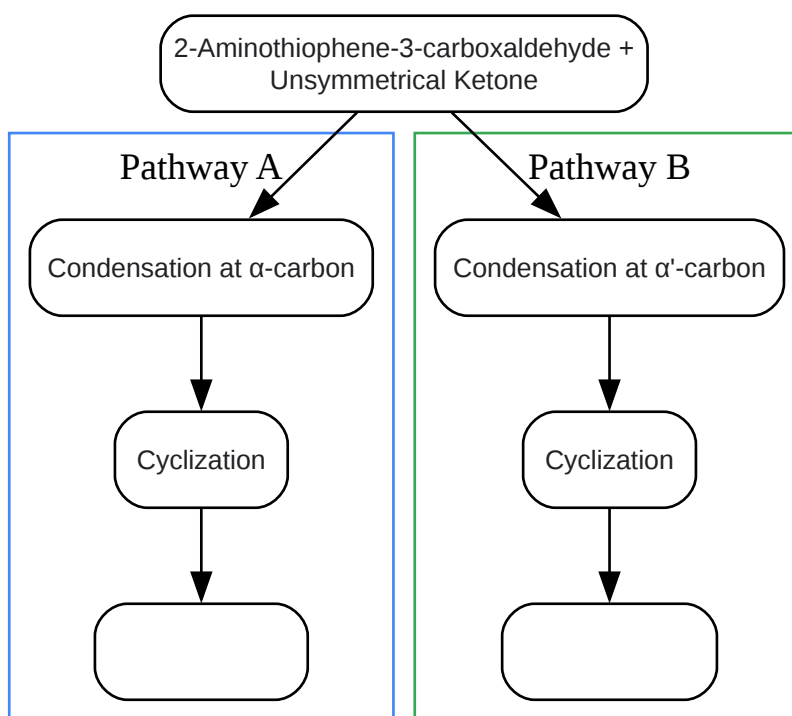 2-Aminothiophene-3-carboxaldehyde +
Unsymmetrical Ketone
Pathway A
Condensation at α-carbon
Cyclization
Pathway B
Condensation at α'-carbon
Cyclization